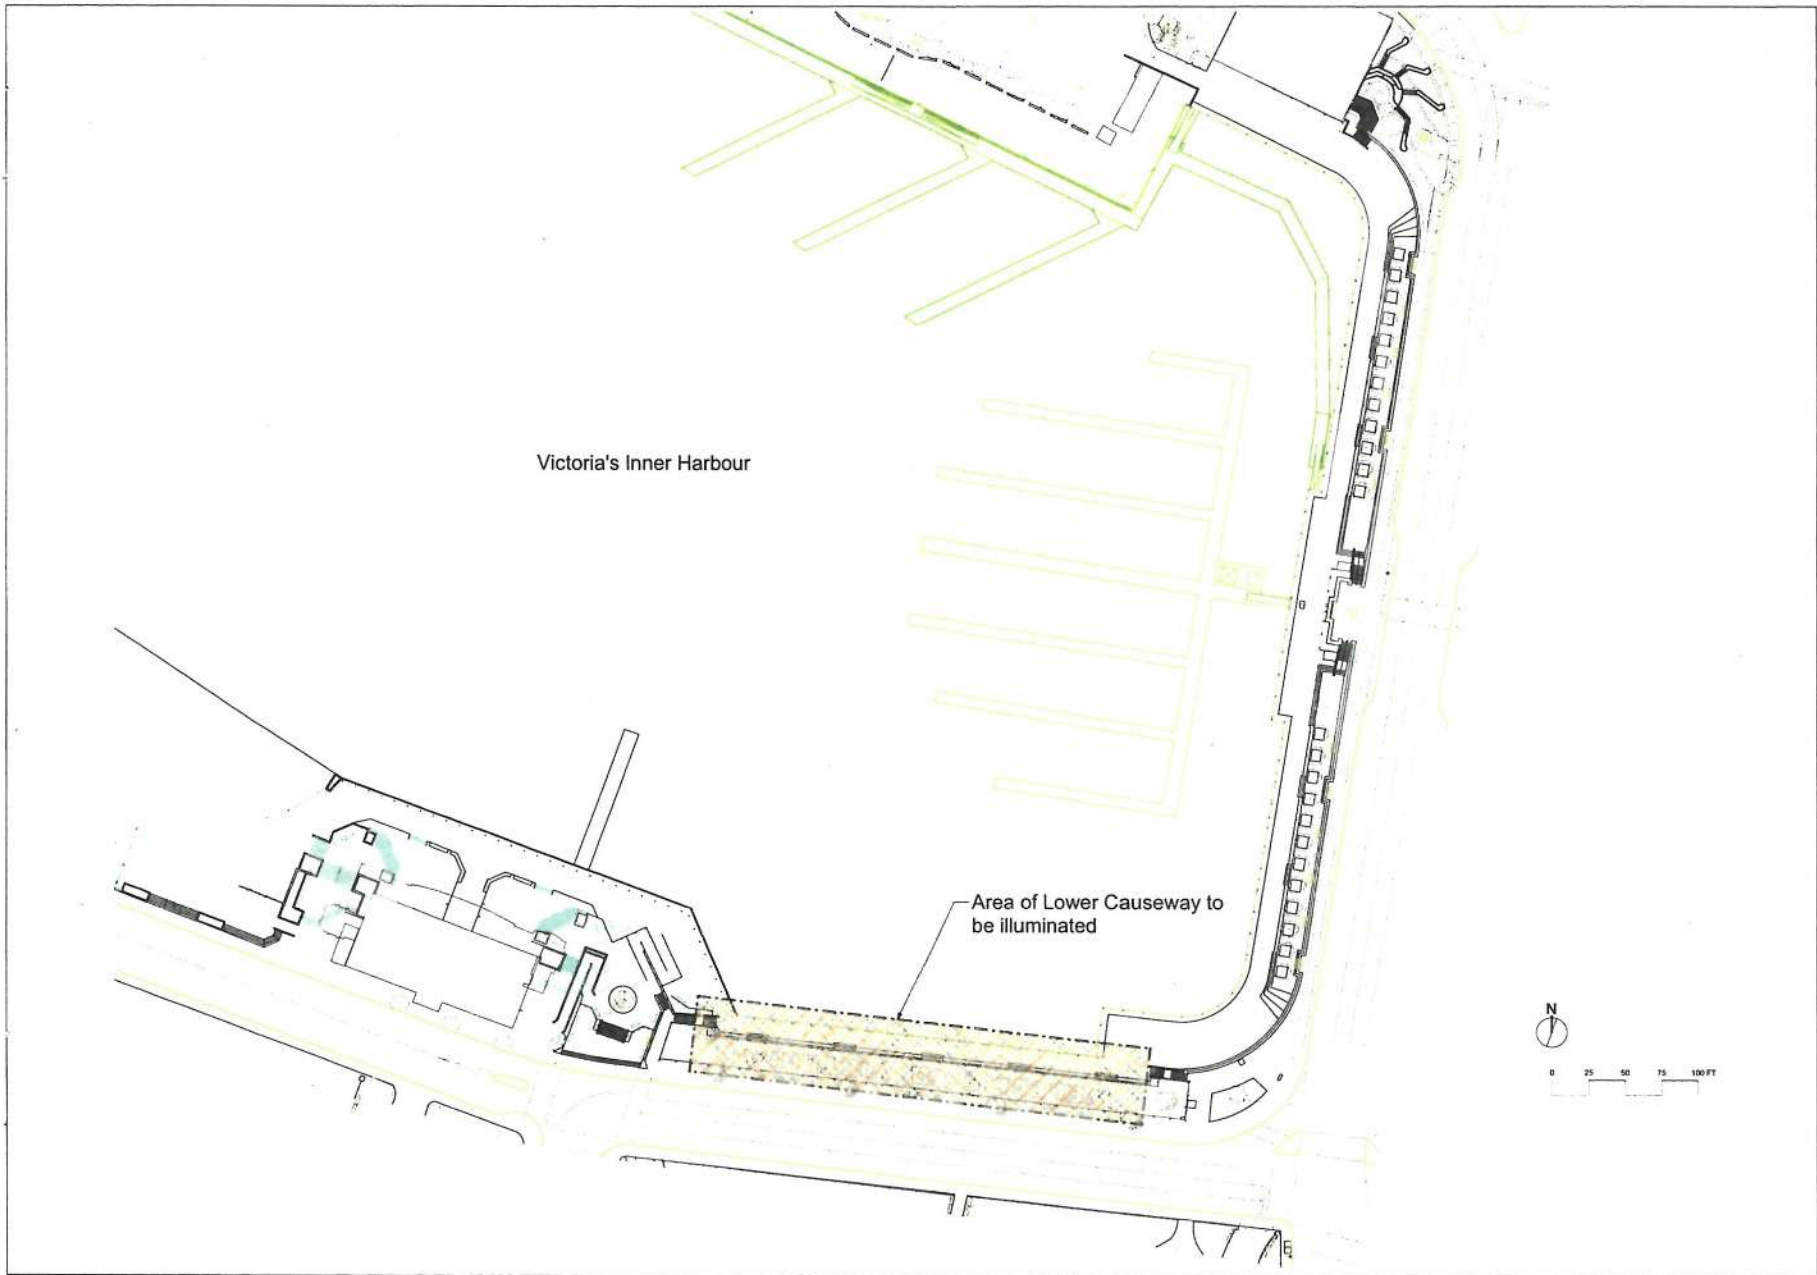 Victoria's Inner Harbour
Area of Lower Causeway to
be illuminated
N
0 25 50 75 100 FT